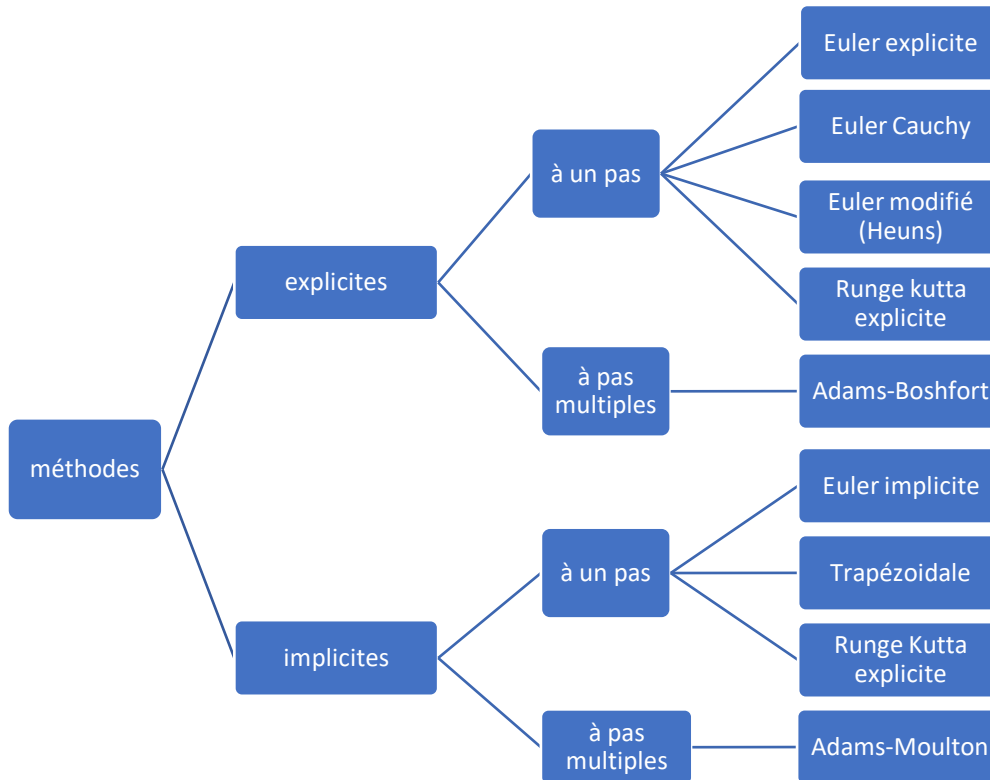 Euler explicite
Euler Cauchy
à un pas
Euler modifié
(Heuns)
explicites
Runge kutta
explicite
à pas
multiples
Adams-Boshfort
méthodes
Euler implicite
à un pas
Trapézoidale
implicites
Runge Kutta
explicite
à pas
multiples
Adams-Moulton